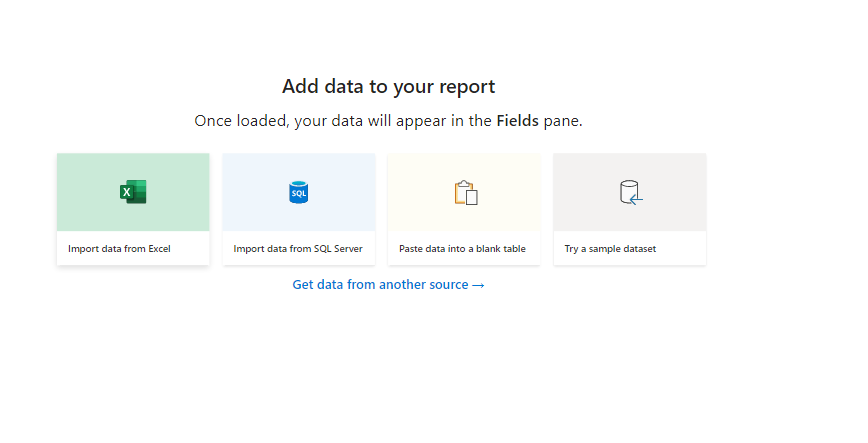 Add data to your report
Once loaded, your data will appear in the Fields pane.
X
SQL
Import data from Excel
Import data from SQL Server
Paste data into a blank table
Try a sample dataset
Get data from another source →